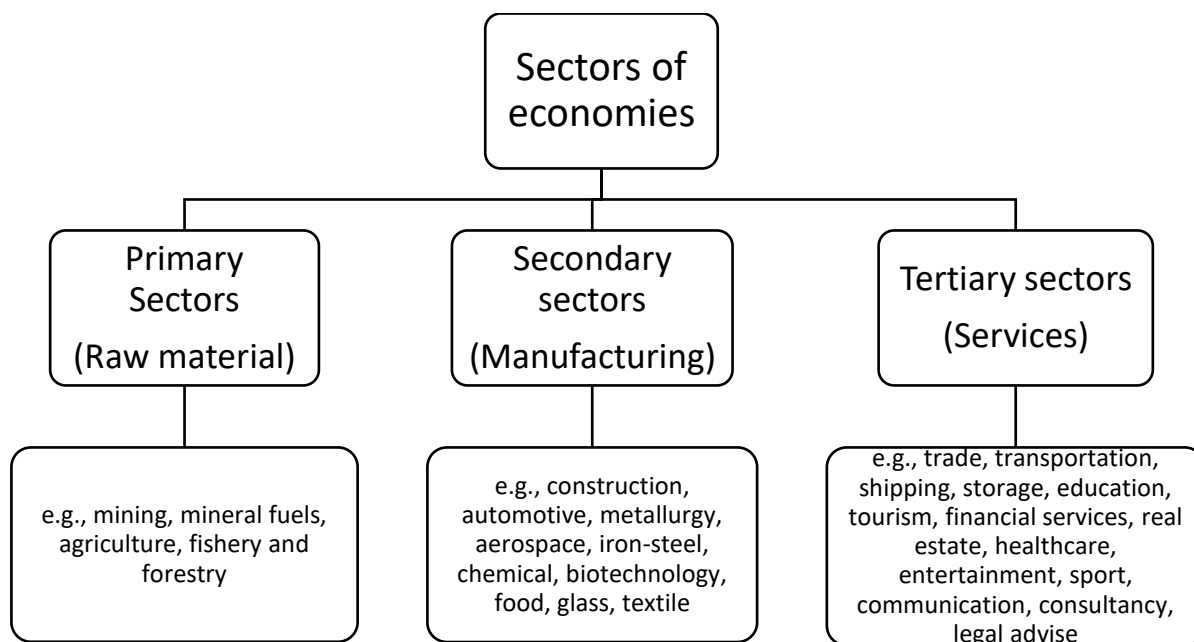 Sectors of
economies
Primary
Sectors
(Raw material)
Secondary
sectors
(Manufacturing)
Tertiary sectors
(Services)
e.g., mining, mineral fuels,
agriculture, fishery and
forestry
e.g., construction,
automotive, metallurgy,
aerospace, iron-steel,
chemical, biotechnology,
food, glass, textile
e.g., trade, transportation,
shipping, storage, education,
tourism, financial services, real
estate, healthcare,
entertainment, sport,
communication, consultancy,
legal advise